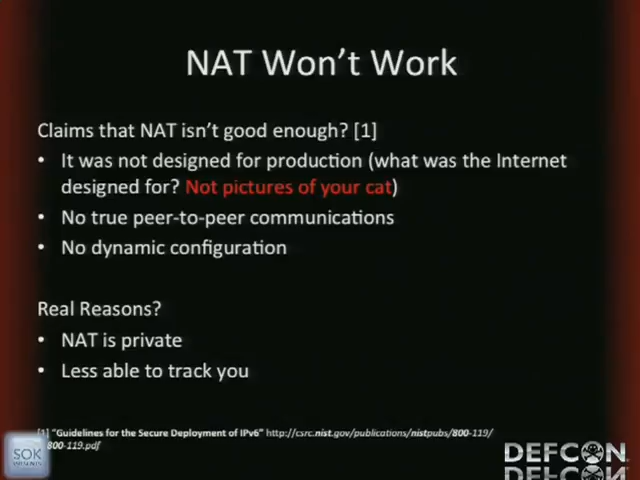 NAT Won't Work
Claims that NAT isn't good enough? [1]
• It was not designed for production (what was the Internet
designed for? Not pictures of your cat)
• No true peer-to-peer communications
• No dynamic configuration
Real Reasons?
• NAT is private
• Less able to track you
[1] "Guidelines for the Secure Deployment of IPv6" http://csrc.nist.gov/publications/nistpubs/800-119/
800-119.pdf
SOK
DEFCON